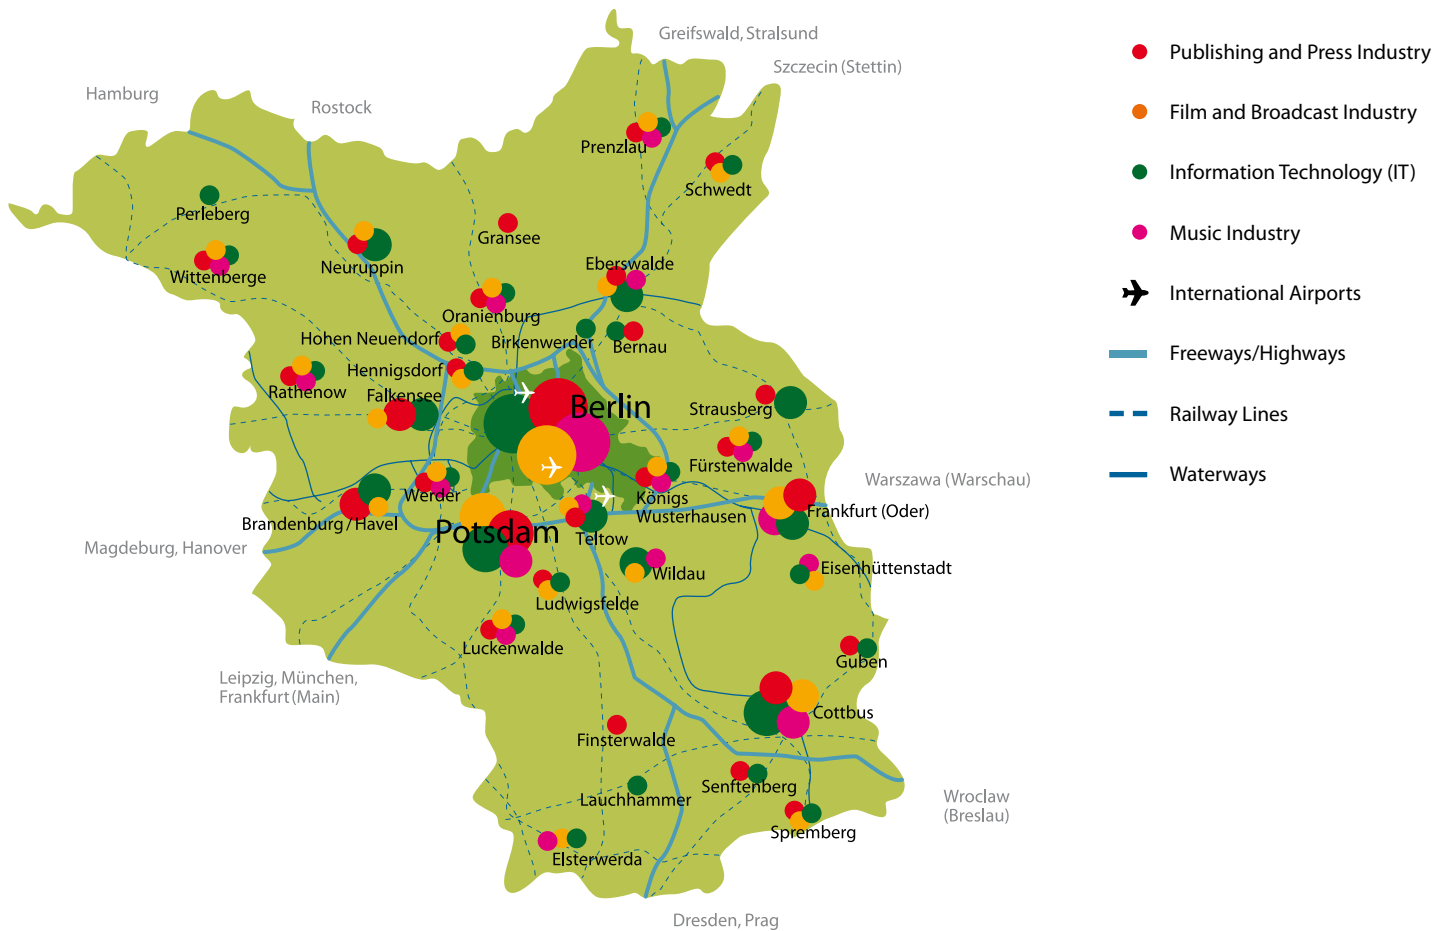 Greifswald, Stralsund
Szczecin (Stettin)
Hamburg
Rostock
Prenzlau
Schwedt
Perleberg
Gransee
Neuruppin
Wittenberge
Eberswalde
Oranienburg
Hohen Neuendorf
Birkenwerder
Bernau
Hennigsdorf
Rathenow
Falkensee
Berlin
Strausberg
Fürstenwalde
Warszawa (Warschau)
Werder
Königs
Wusterhausen
Frankfurt (Oder)
Brandenburg / Havel
Potsdam
Teltow
Magdeburg, Hanover
Wildau
Eisenhüttenstadt
Ludwigsfelde
Luckenwalde
Guben
Leipzig, München,
Frankfurt (Main)
Cottbus
Finsterwalde
Senftenberg
Lauchhammer
Wroclaw
(Breslau)
Spremberg
Elsterwerda
Dresden, Prag
Publishing and Press Industry
Film and Broadcast Industry
Information Technology (IT)
Music Industry
International Airports
Freeways/Highways
Railway Lines
Waterways